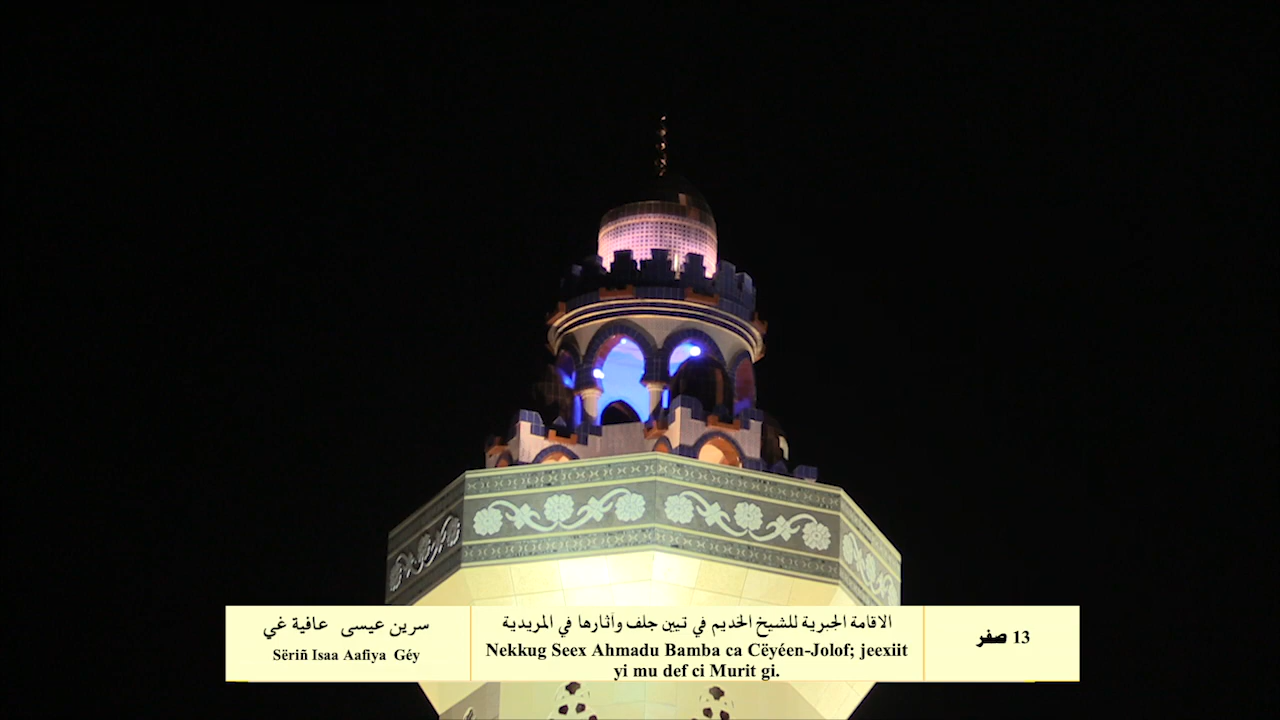 سرين عيسى عافية غي
Sëriñ Isaa Aafiya Géy
الاقامة الجبرية للشيخ الخديم في تيين جلف وآثارها في المريدية
Nekkug Seex Ahmadu Bamba ca Cëyéen-Jolof; jeexiit
yi mu def ci Murit gi.
13 صفر